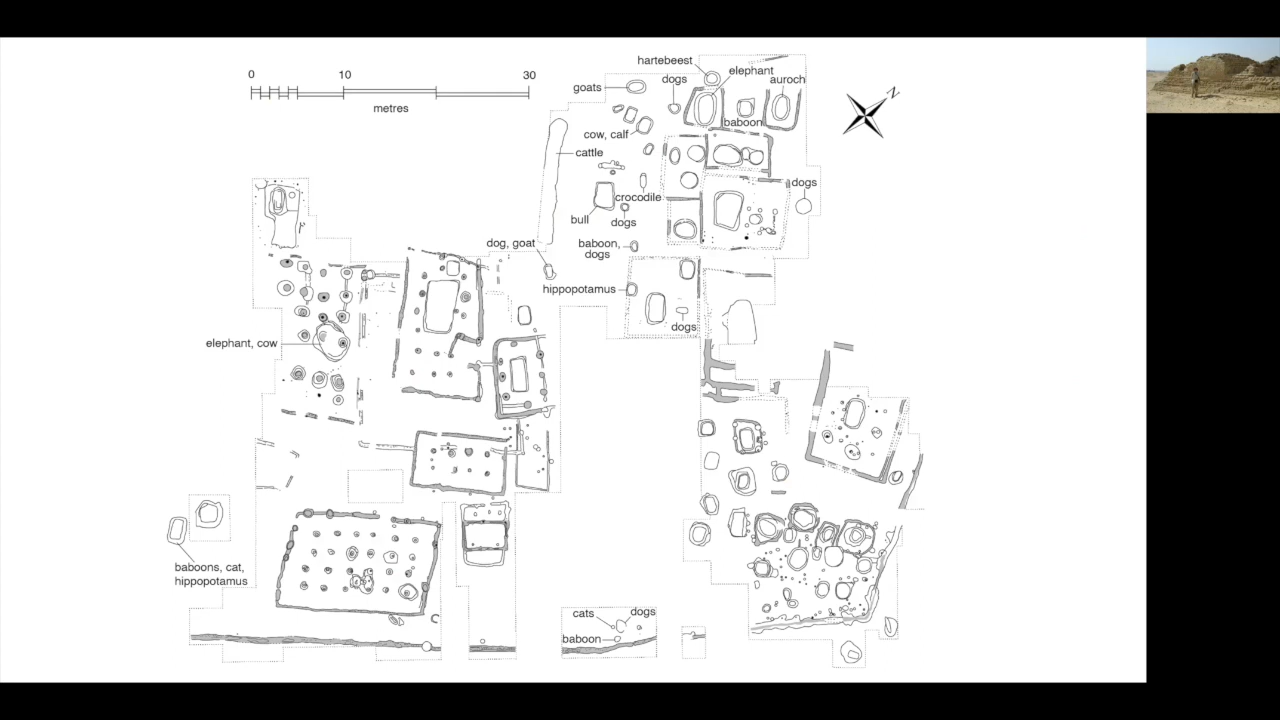 0 10 30
metres
hartebeest
dogs
elephant
auroch
goats
baboon
N
cow, calf
cattle
crocodile
bull
dogs
dogs
dog, goat
baboon,
dogs
hippopotamus
dogs
elephant, cow
baboons, cat,
hippopotamus
cats
dogs
baboon